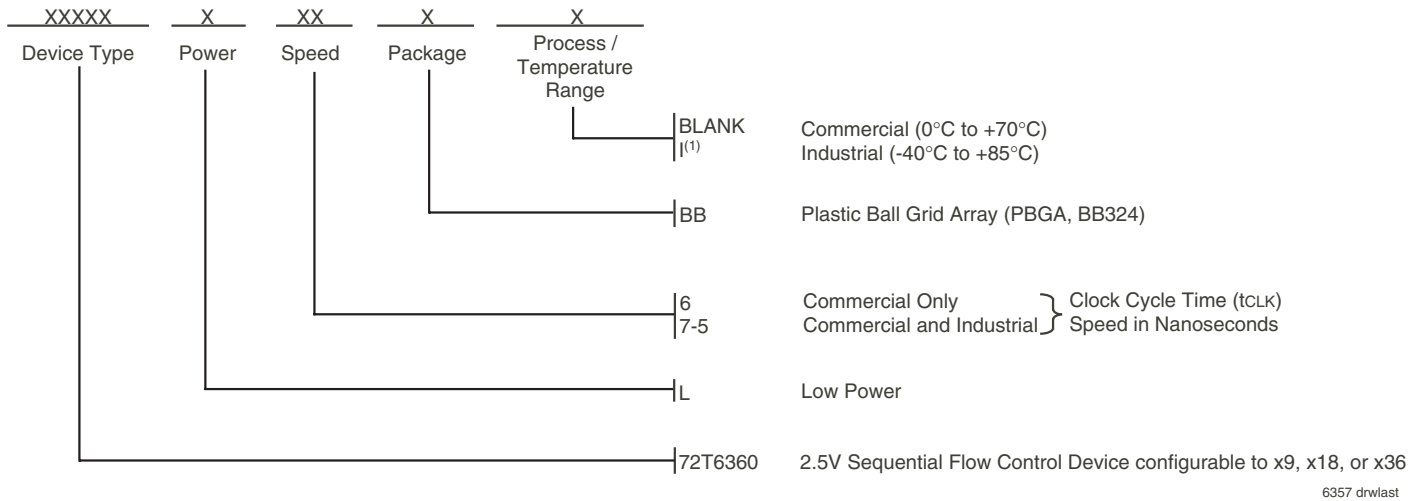 XXXXX X XX X X
Device Type Power Speed Package Process / Temperature Range
BLANK Commercial (0°C to +70°C)
I(1) Industrial (-40°C to +85°C)
BB Plastic Ball Grid Array (PBGA, BB324)
6 Commercial Only } Clock Cycle Time (tCLK)
7-5 Commercial and Industrial } Speed in Nanoseconds
L Low Power
72T6360 2.5V Sequential Flow Control Device configurable to x9, x18, or x36
6357 drwlast